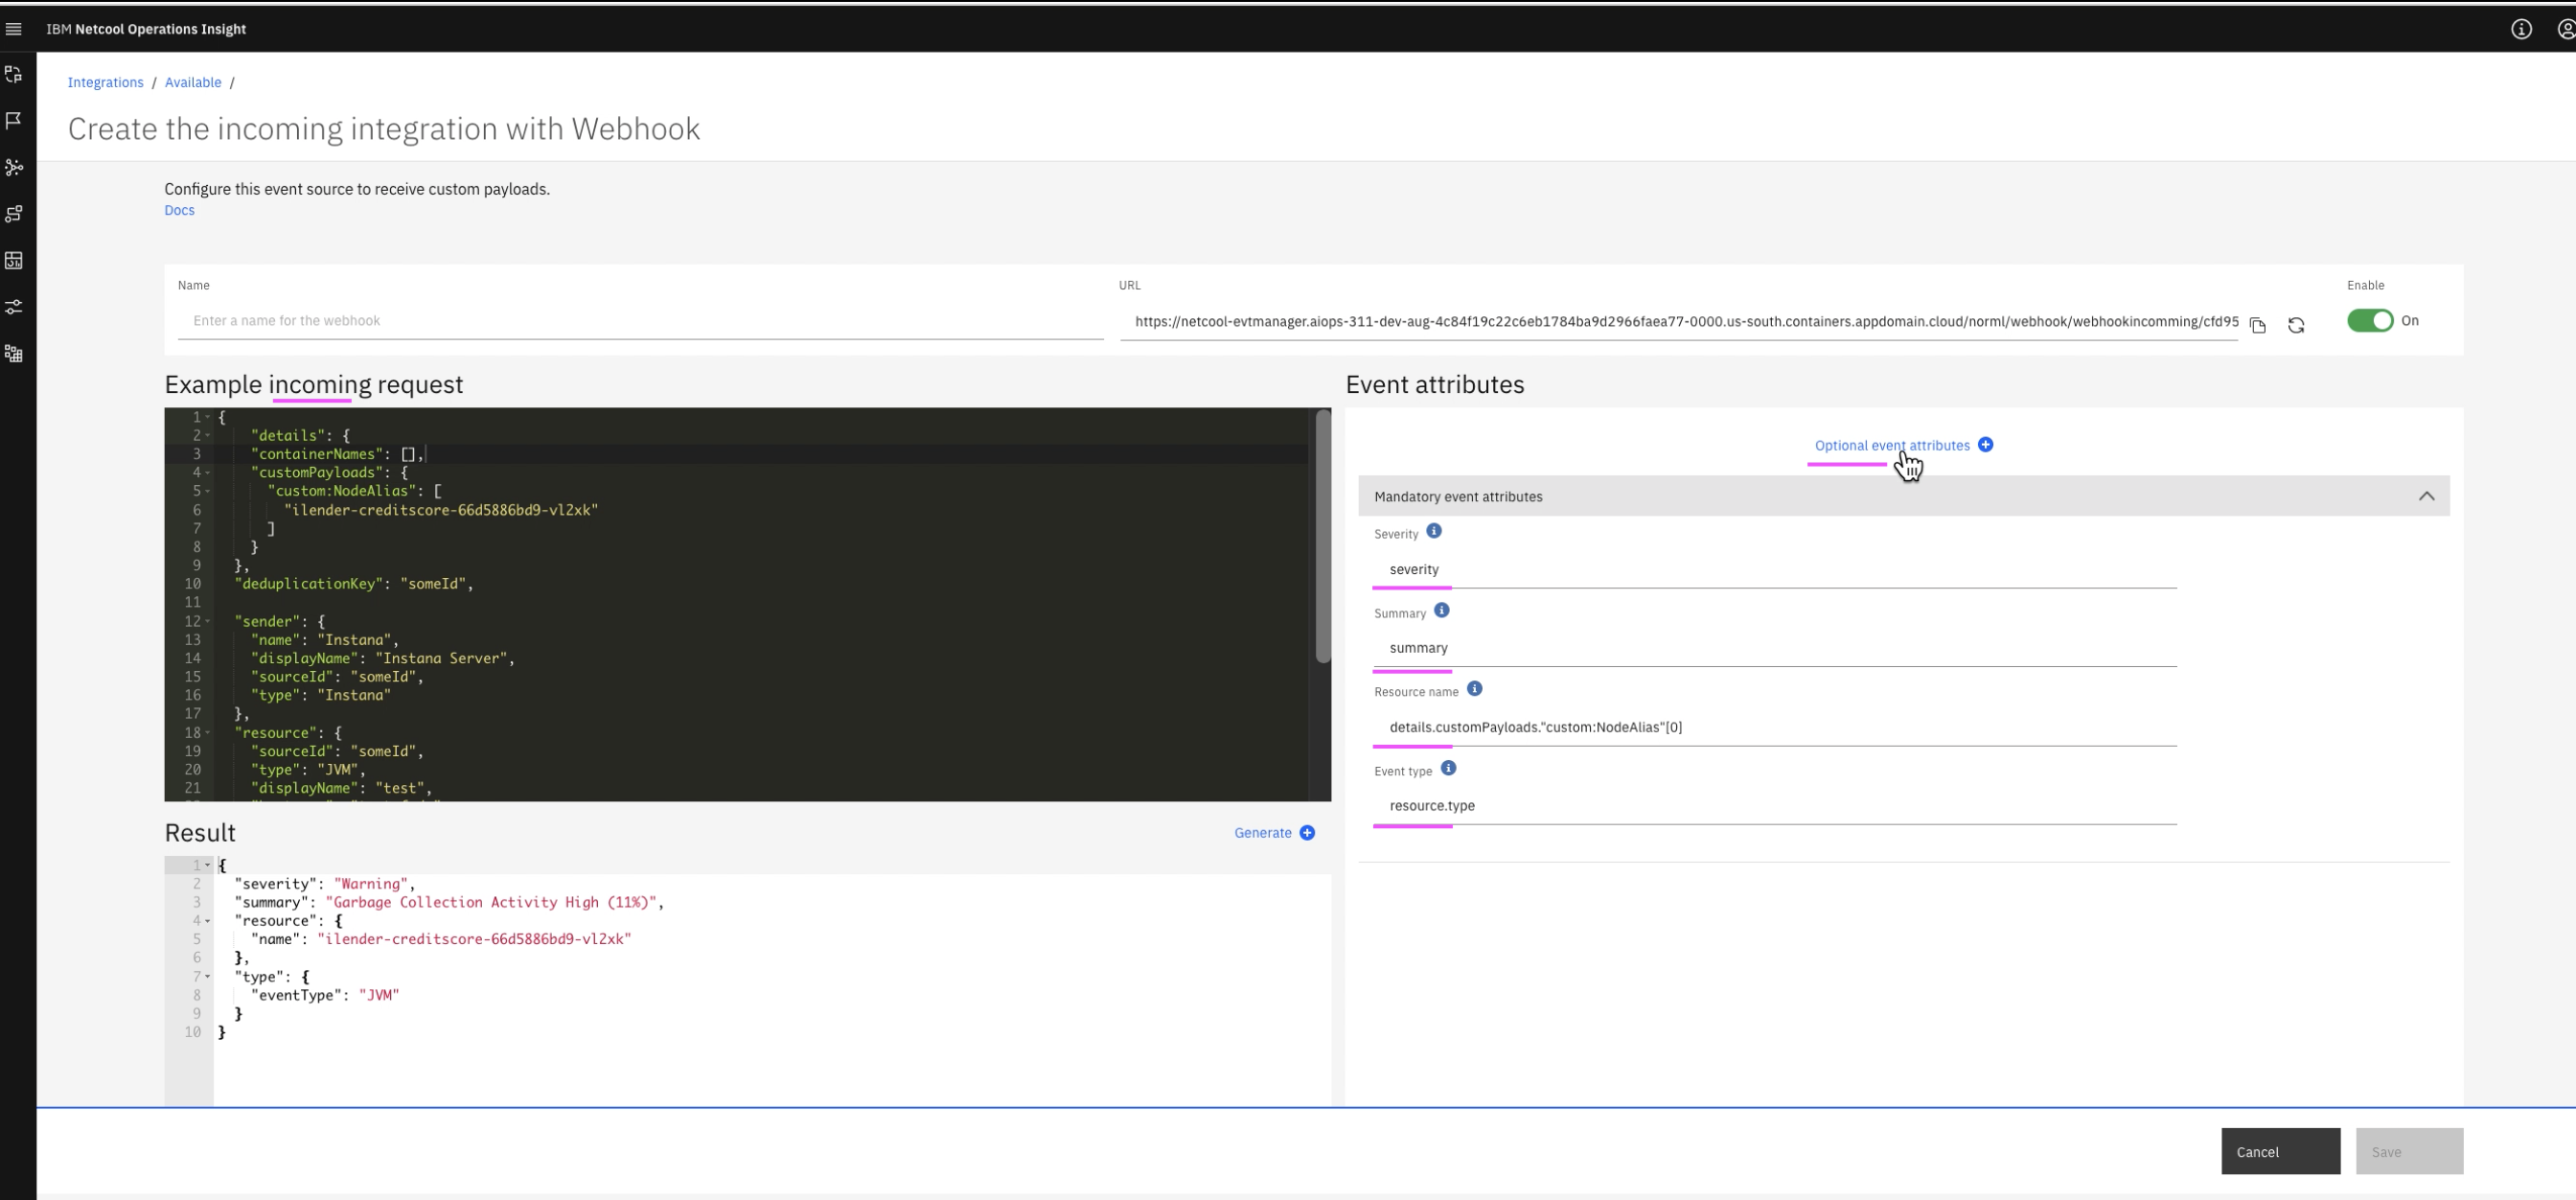 IBM Netcool Operations Insight
Integrations / Available /
Create the incoming integration with Webhook
Configure this event source to receive custom payloads.
Docs
Name
Enter a name for the webhook
URL
https://netcool-evtmanager.aiops-311-dev-aug-4c84f19c22c6eb1784ba9d2966faea77-0000.us-south.containers.appdomain.cloud/norml/webhook/webhookincomming/cfd95
Enable
On
Example incoming request
1 {
2 "details": {
3 "containerNames": [],
4 "customPayloads": {
5 "custom:NodeAlias": [
6 "ilender-creditscore-66d5886bd9-vl2xk"
7 ]
8 }
9 },
10 "deduplicationKey": "someId",
11
12 "sender": {
13 "name": "Instana",
14 "displayName": "Instana Server",
15 "sourceId": "someId",
16 "type": "Instana"
17 },
18 "resource": {
19 "sourceId": "someId",
20 "type": "JVM",
21 "displayName": "test",
Result
Generate
1 {
2 "severity": "Warning",
3 "summary": "Garbage Collection Activity High (11%)",
4 "resource": {
5 "name": "ilender-creditscore-66d5886bd9-vl2xk"
6 },
7 "type": {
8 "eventType": "JVM"
9 }
10 }
Event attributes
Optional event attributes
Mandatory event attributes
Severity
severity
Summary
summary
Resource name
details.customPayloads."custom:NodeAlias"[0]
Event type
resource.type
Cancel
Save